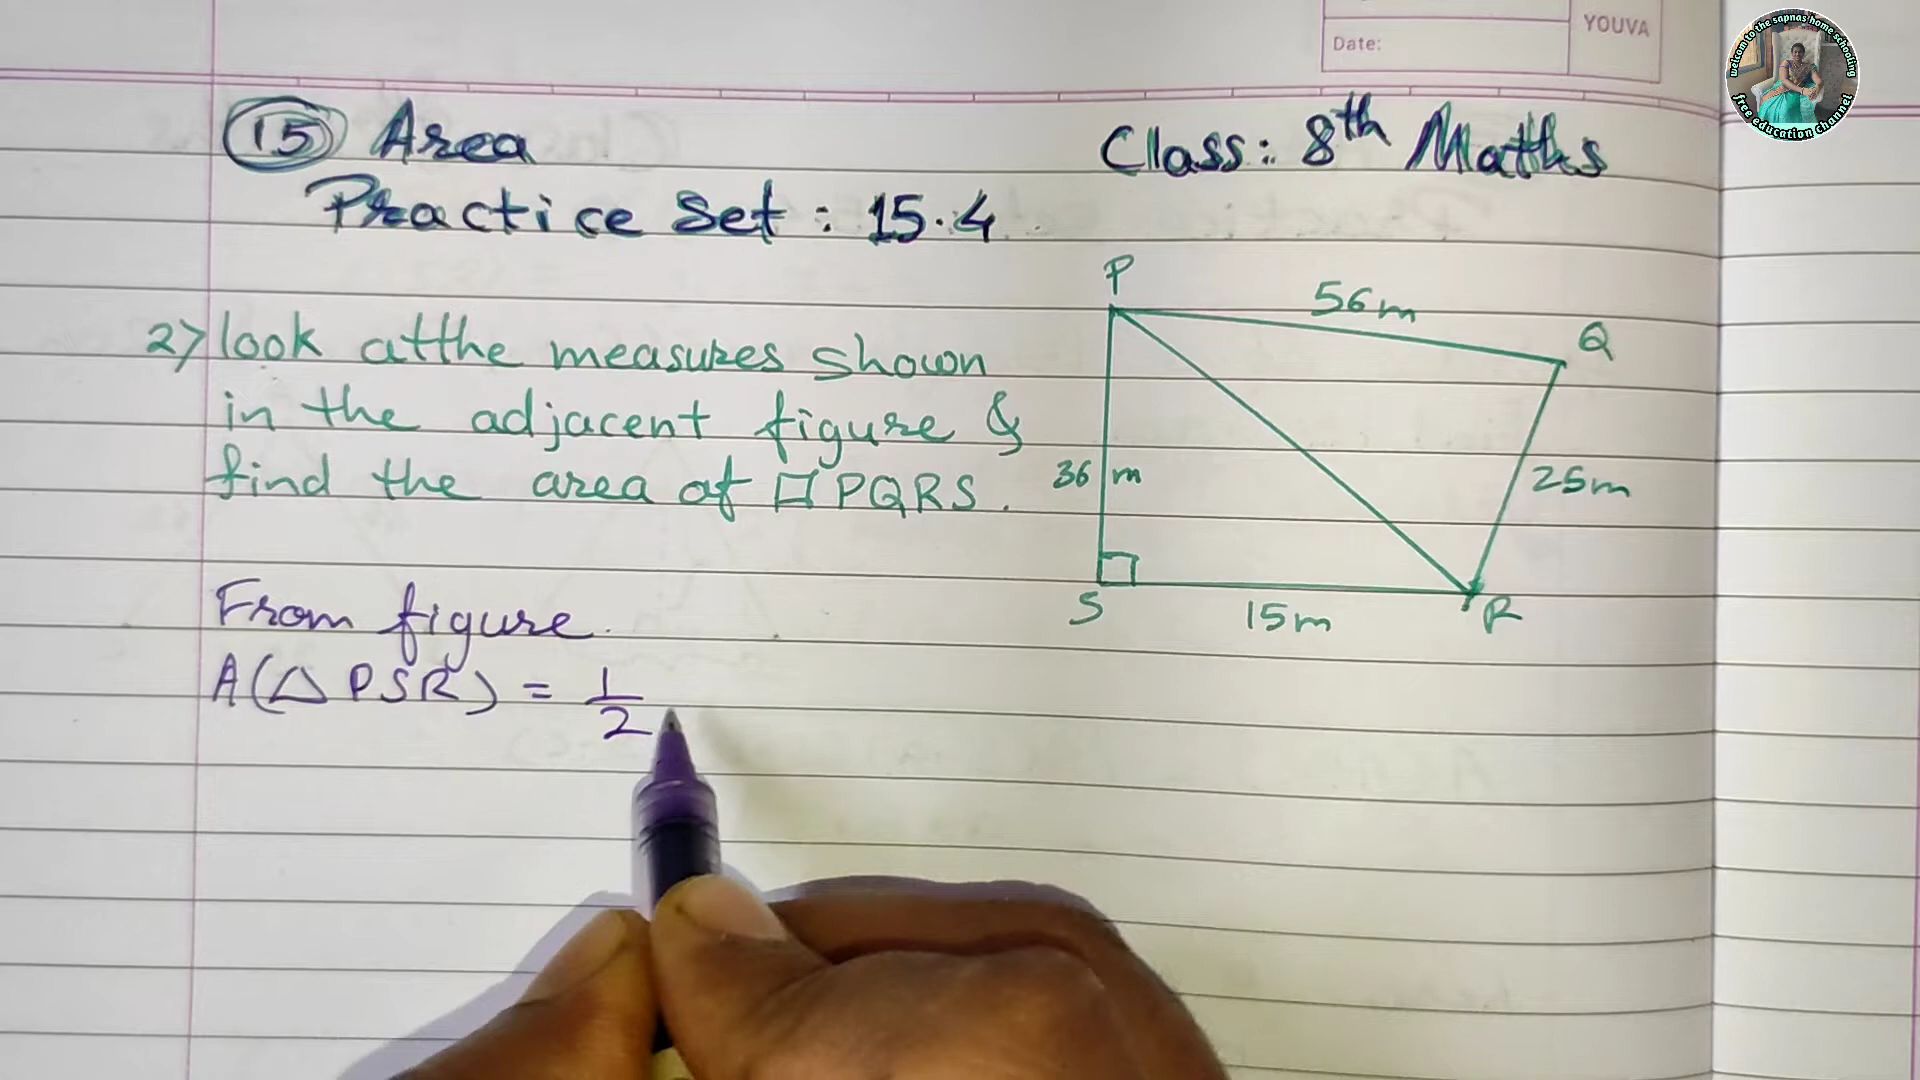 YOUVA
Date:
welcom to the sapnas home schooling
free education channel
15 Area
Class: 8th Maths
Practice Set : 15.4
2) look atthe measures shown
in the adjacent figure &
find the area of □ PQRS.
P
56m
Q
36 m
25m
S
15m
R
From figure.
A(△ PSR) = 1/2